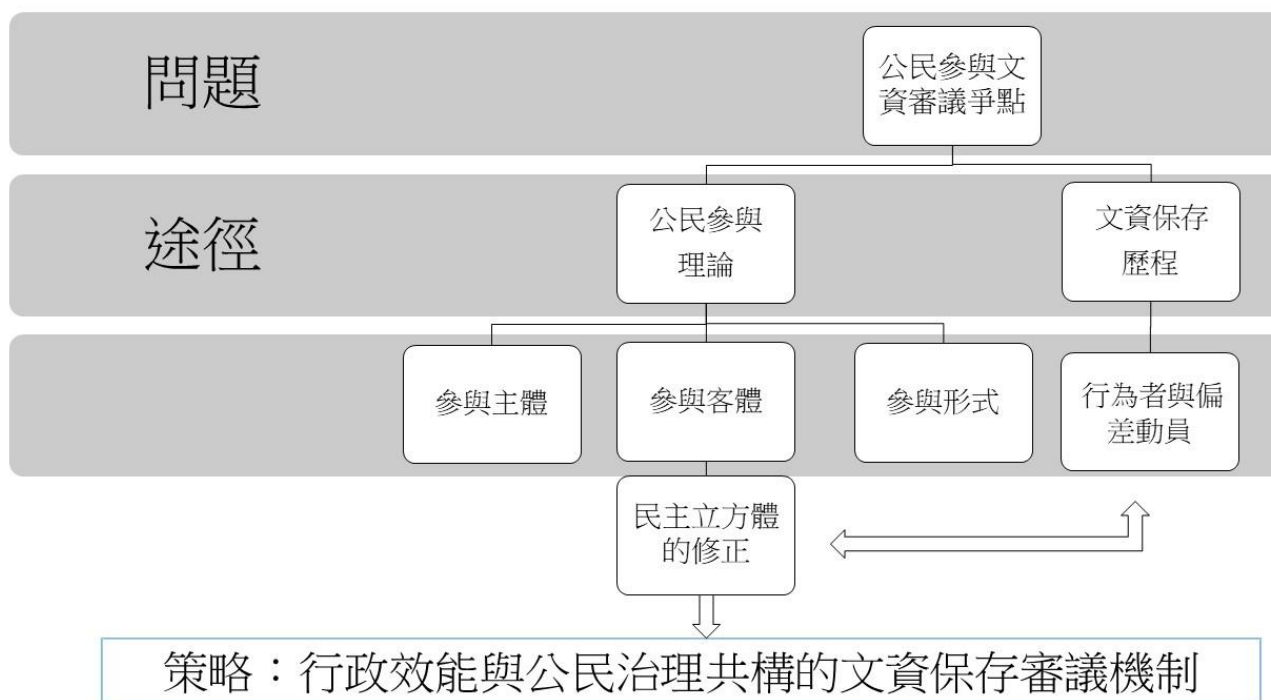 問題
公民參與文
資審議爭點
途徑
公民參與
理論
文資保存
歷程
參與主體
參與客體
參與形式
行為者與偏
差動員
民主立方體
的修正
策略：行政效能與公民治理共構的文資保存審議機制